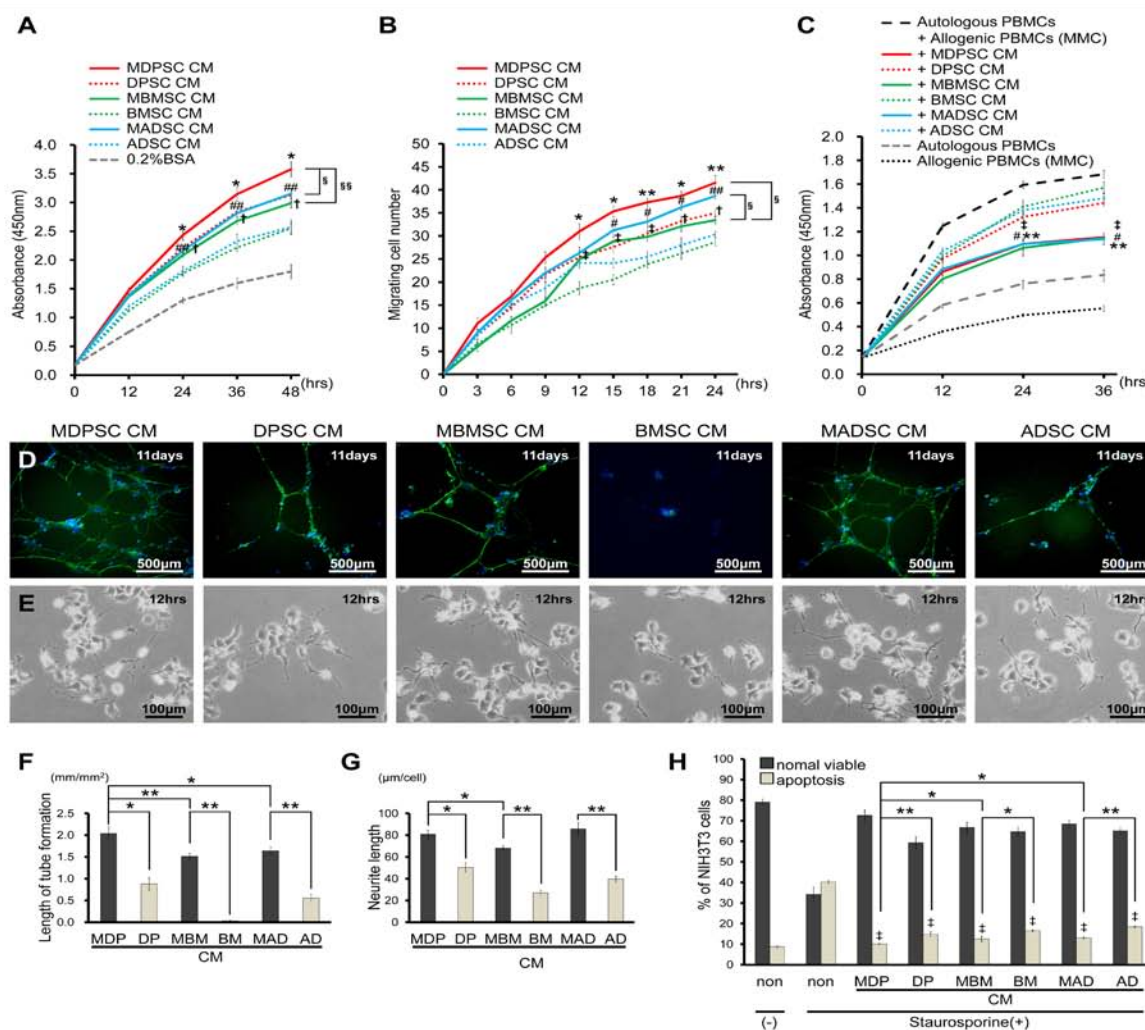 A
MDPSC CM
DPSC CM
MBMSC CM
BMSC CM
MADSC CM
ADSC CM
0.2%BSA
Absorbance (450nm)
4.0
3.5
3.0
2.5
2.0
1.5
1.0
0.5
0.0
* * *
## ## ##
† † †
§ §§
0 12 24 36 48 (hrs)
B
MDPSC CM
DPSC CM
MBMSC CM
BMSC CM
MADSC CM
ADSC CM
Migrating cell number
50
45
40
35
30
25
20
15
10
5
0
* * ** * **
# # # ##
‡ ‡ ‡ † †
§ §
0 3 6 9 12 15 18 21 24 (hrs)
C
Autologous PBMCs
+ Allogenic PBMCs (MMC)
+ MDPSC CM
+ DPSC CM
+ MBMSC CM
+ BMSC CM
+ MADSC CM
+ ADSC CM
Autologous PBMCs
Allogenic PBMCs (MMC)
Absorbance (450nm)
2.0
1.8
1.6
1.4
1.2
1.0
0.8
0.6
0.4
0.2
0
‡
#**
‡
#
**
0 12 24 36 hrs)
MDPSC CM DPSC CM MBMSC CM BMSC CM MADSC CM ADSC CM
D
11days 11days 11days 11days 11days 11days
500µm 500µm 500µm 500µm 500µm 500µm
E
12hrs 12hrs 12hrs 12hrs 12hrs 12hrs
100µm 100µm 100µm 100µm 100µm 100µm
F
(mm/mm²)
Length of tube formation
2.5
2.0
1.5
1.0
0.5
0.0
*
**
* ** **
MDP DP MBM BM MAD AD
CM
G
(µm/cell)
Neurite length
100
80
60
40
20
0
*
* ** **
MDP DP MBM BM MAD AD
CM
H
nomal viable
apoptosis
% of NIH3T3 cells
100
90
80
70
60
50
40
30
20
10
0
*
*
** * **
‡ ‡ ‡ ‡ ‡ ‡
non non MDP DP MBM BM MAD AD
CM
(-) Staurosporine(+)